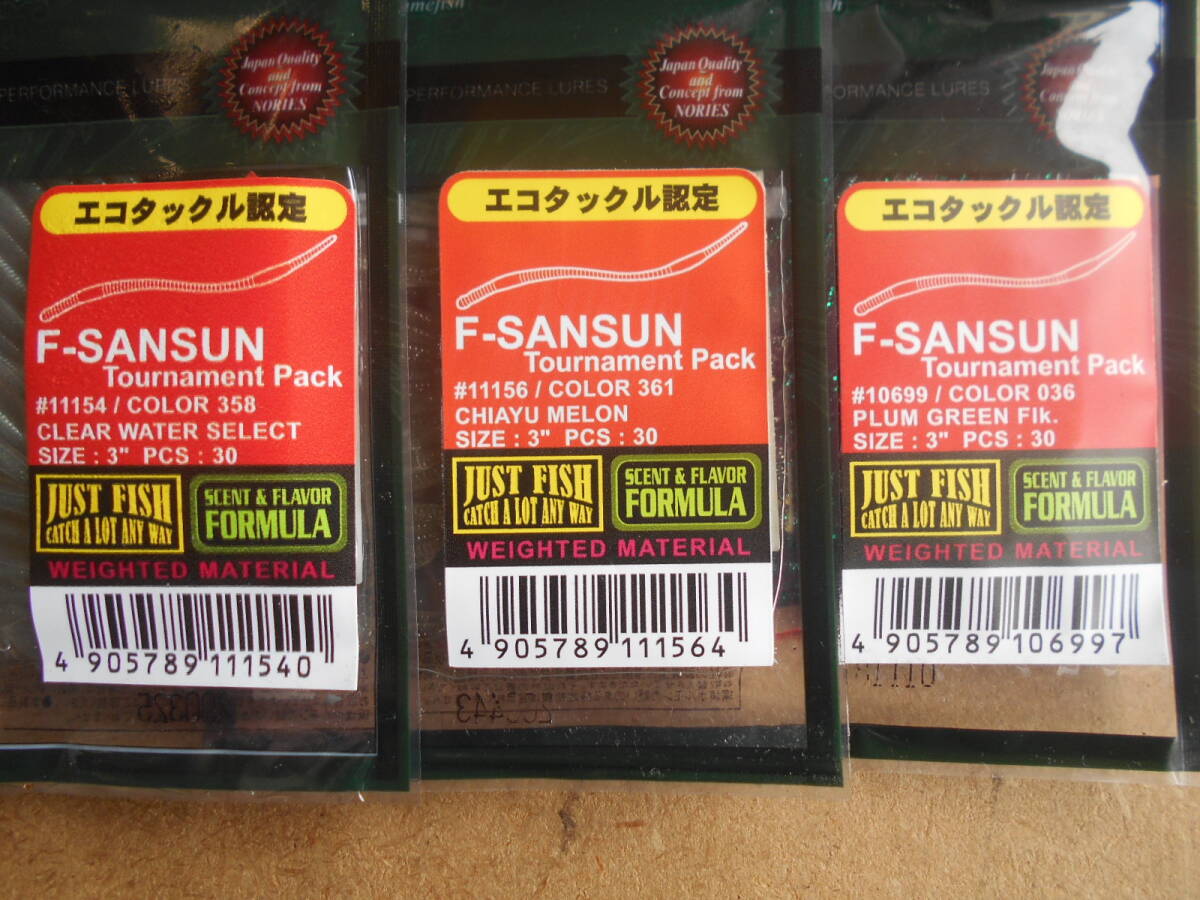 amefish
PERFORMANCE LURES
Japan Quality
and
Concept from
NORIES
エコタックル認定
F-SANSUN
Tournament Pack
#11154 / COLOR 358
CLEAR WATER SELECT
SIZE : 3" PCS : 30
JUST FISH
CATCH A LOT ANY WAY
SCENT & FLAVOR
FORMULA
WEIGHTED MATERIAL
4 905789 111540
PERFORMANCE LURES
Japan Quality
and
Concept from
NORIES
エコタックル認定
F-SANSUN
Tournament Pack
#11156 / COLOR 361
CHIAYU MELON
SIZE : 3" PCS : 30
JUST FISH
CATCH A LOT ANY WAY
SCENT & FLAVOR
FORMULA
WEIGHTED MATERIAL
4 905789 111564
ORMANCE LURES
エコタックル認定
F-SANSUN
Tournament Pack
#10699 / COLOR 036
PLUM GREEN Flk.
SIZE : 3" PCS : 30
JUST FISH
CATCH A LOT ANY WAY
SCENT & FLAVOR
FORMULA
WEIGHTED MATERIAL
4 905789 106997